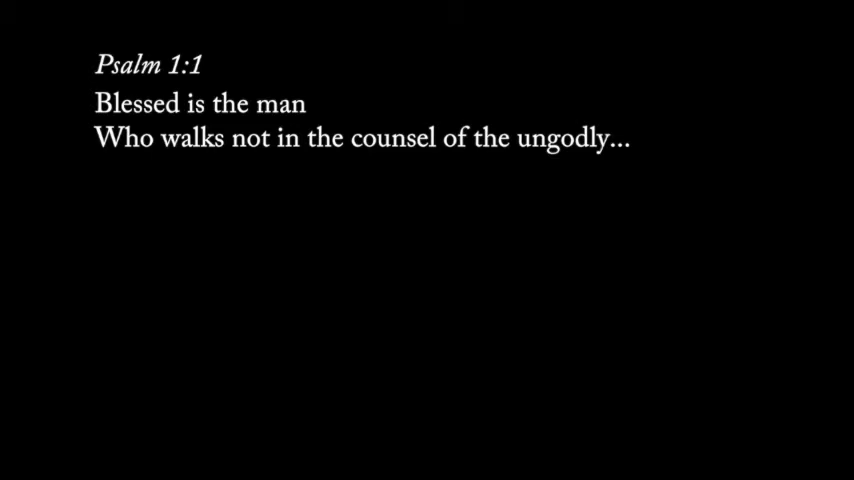 Psalm 1:1
Blessed is the man
Who walks not in the counsel of the ungodly...